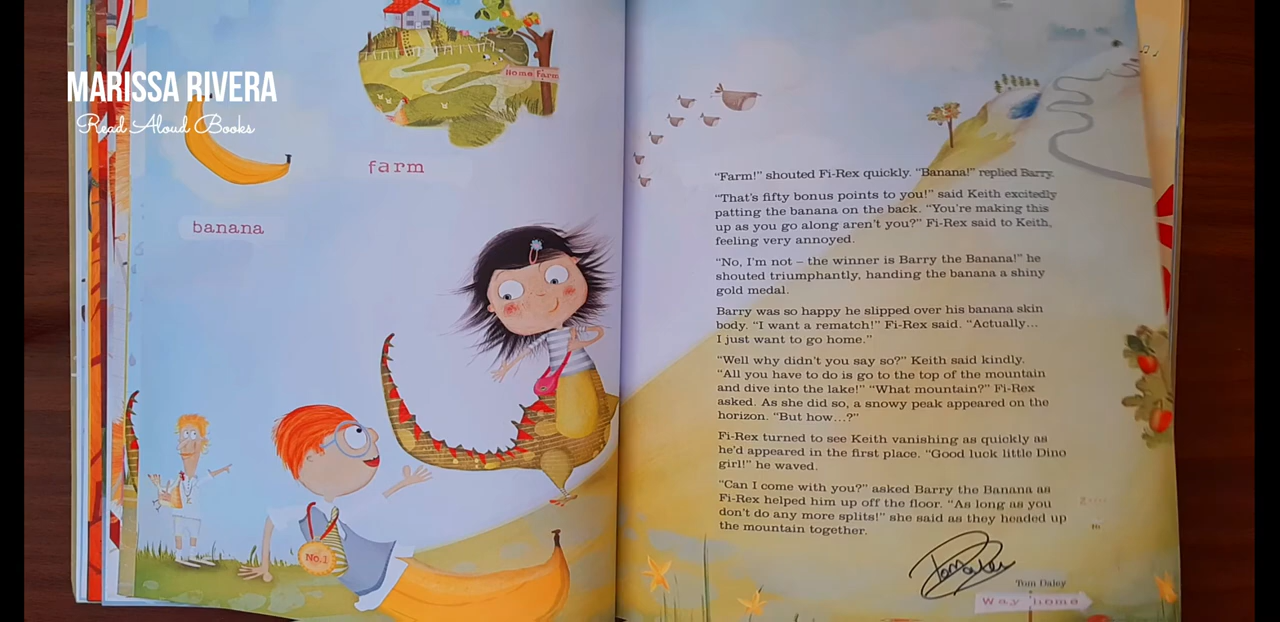 MARISSA RIVERA
Read Aloud Books
Home Farm
farm
banana
No.1
"Farm!" shouted Fi-Rex quickly. "Banana!" replied Barry.
"That's fifty bonus points to you!" said Keith excitedly
patting the banana on the back. "You're making this
up as you go along aren't you?" Fi-Rex said to Keith,
feeling very annoyed.
"No, I'm not – the winner is Barry the Banana!" he
shouted triumphantly, handing the banana a shiny
gold medal.
Barry was so happy he slipped over his banana skin
body. "I want a rematch!" Fi-Rex said. "Actually...
I just want to go home."
"Well why didn't you say so?" Keith said kindly.
"All you have to do is go to the top of the mountain
and dive into the lake!" "What mountain?" Fi-Rex
asked. As she did so, a snowy peak appeared on the
horizon. "But how...?"
Fi-Rex turned to see Keith vanishing as quickly as
he'd appeared in the first place. "Good luck little Dino
girl!" he waved.
"Can I come with you?" asked Barry the Banana as
Fi-Rex helped him up off the floor. "As long as you
don't do any more splits!" she said as they headed up
the mountain together.
Tom Daley
Way home